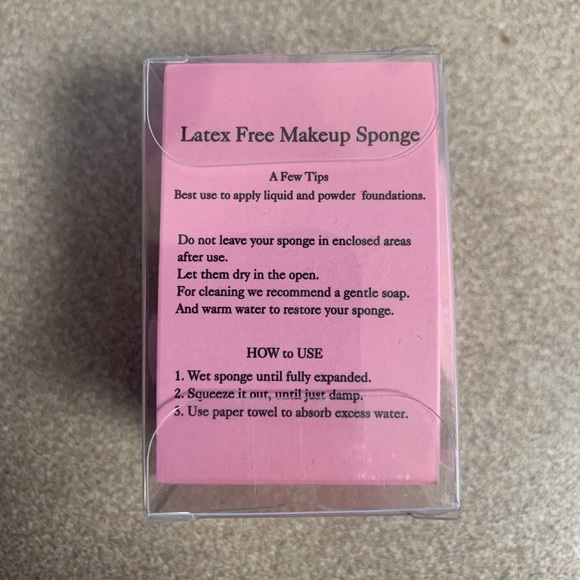 Latex Free Makeup Sponge
A Few Tips
Best use to apply liquid and powder foundations.
Do not leave your sponge in enclosed areas
after use.
Let them dry in the open.
For cleaning we recommend a gentle soap.
And warm water to restore your sponge.
HOW to USE
1. Wet sponge until fully expanded.
2. Squeeze it out, until just damp.
3. Use paper towel to absorb excess water.